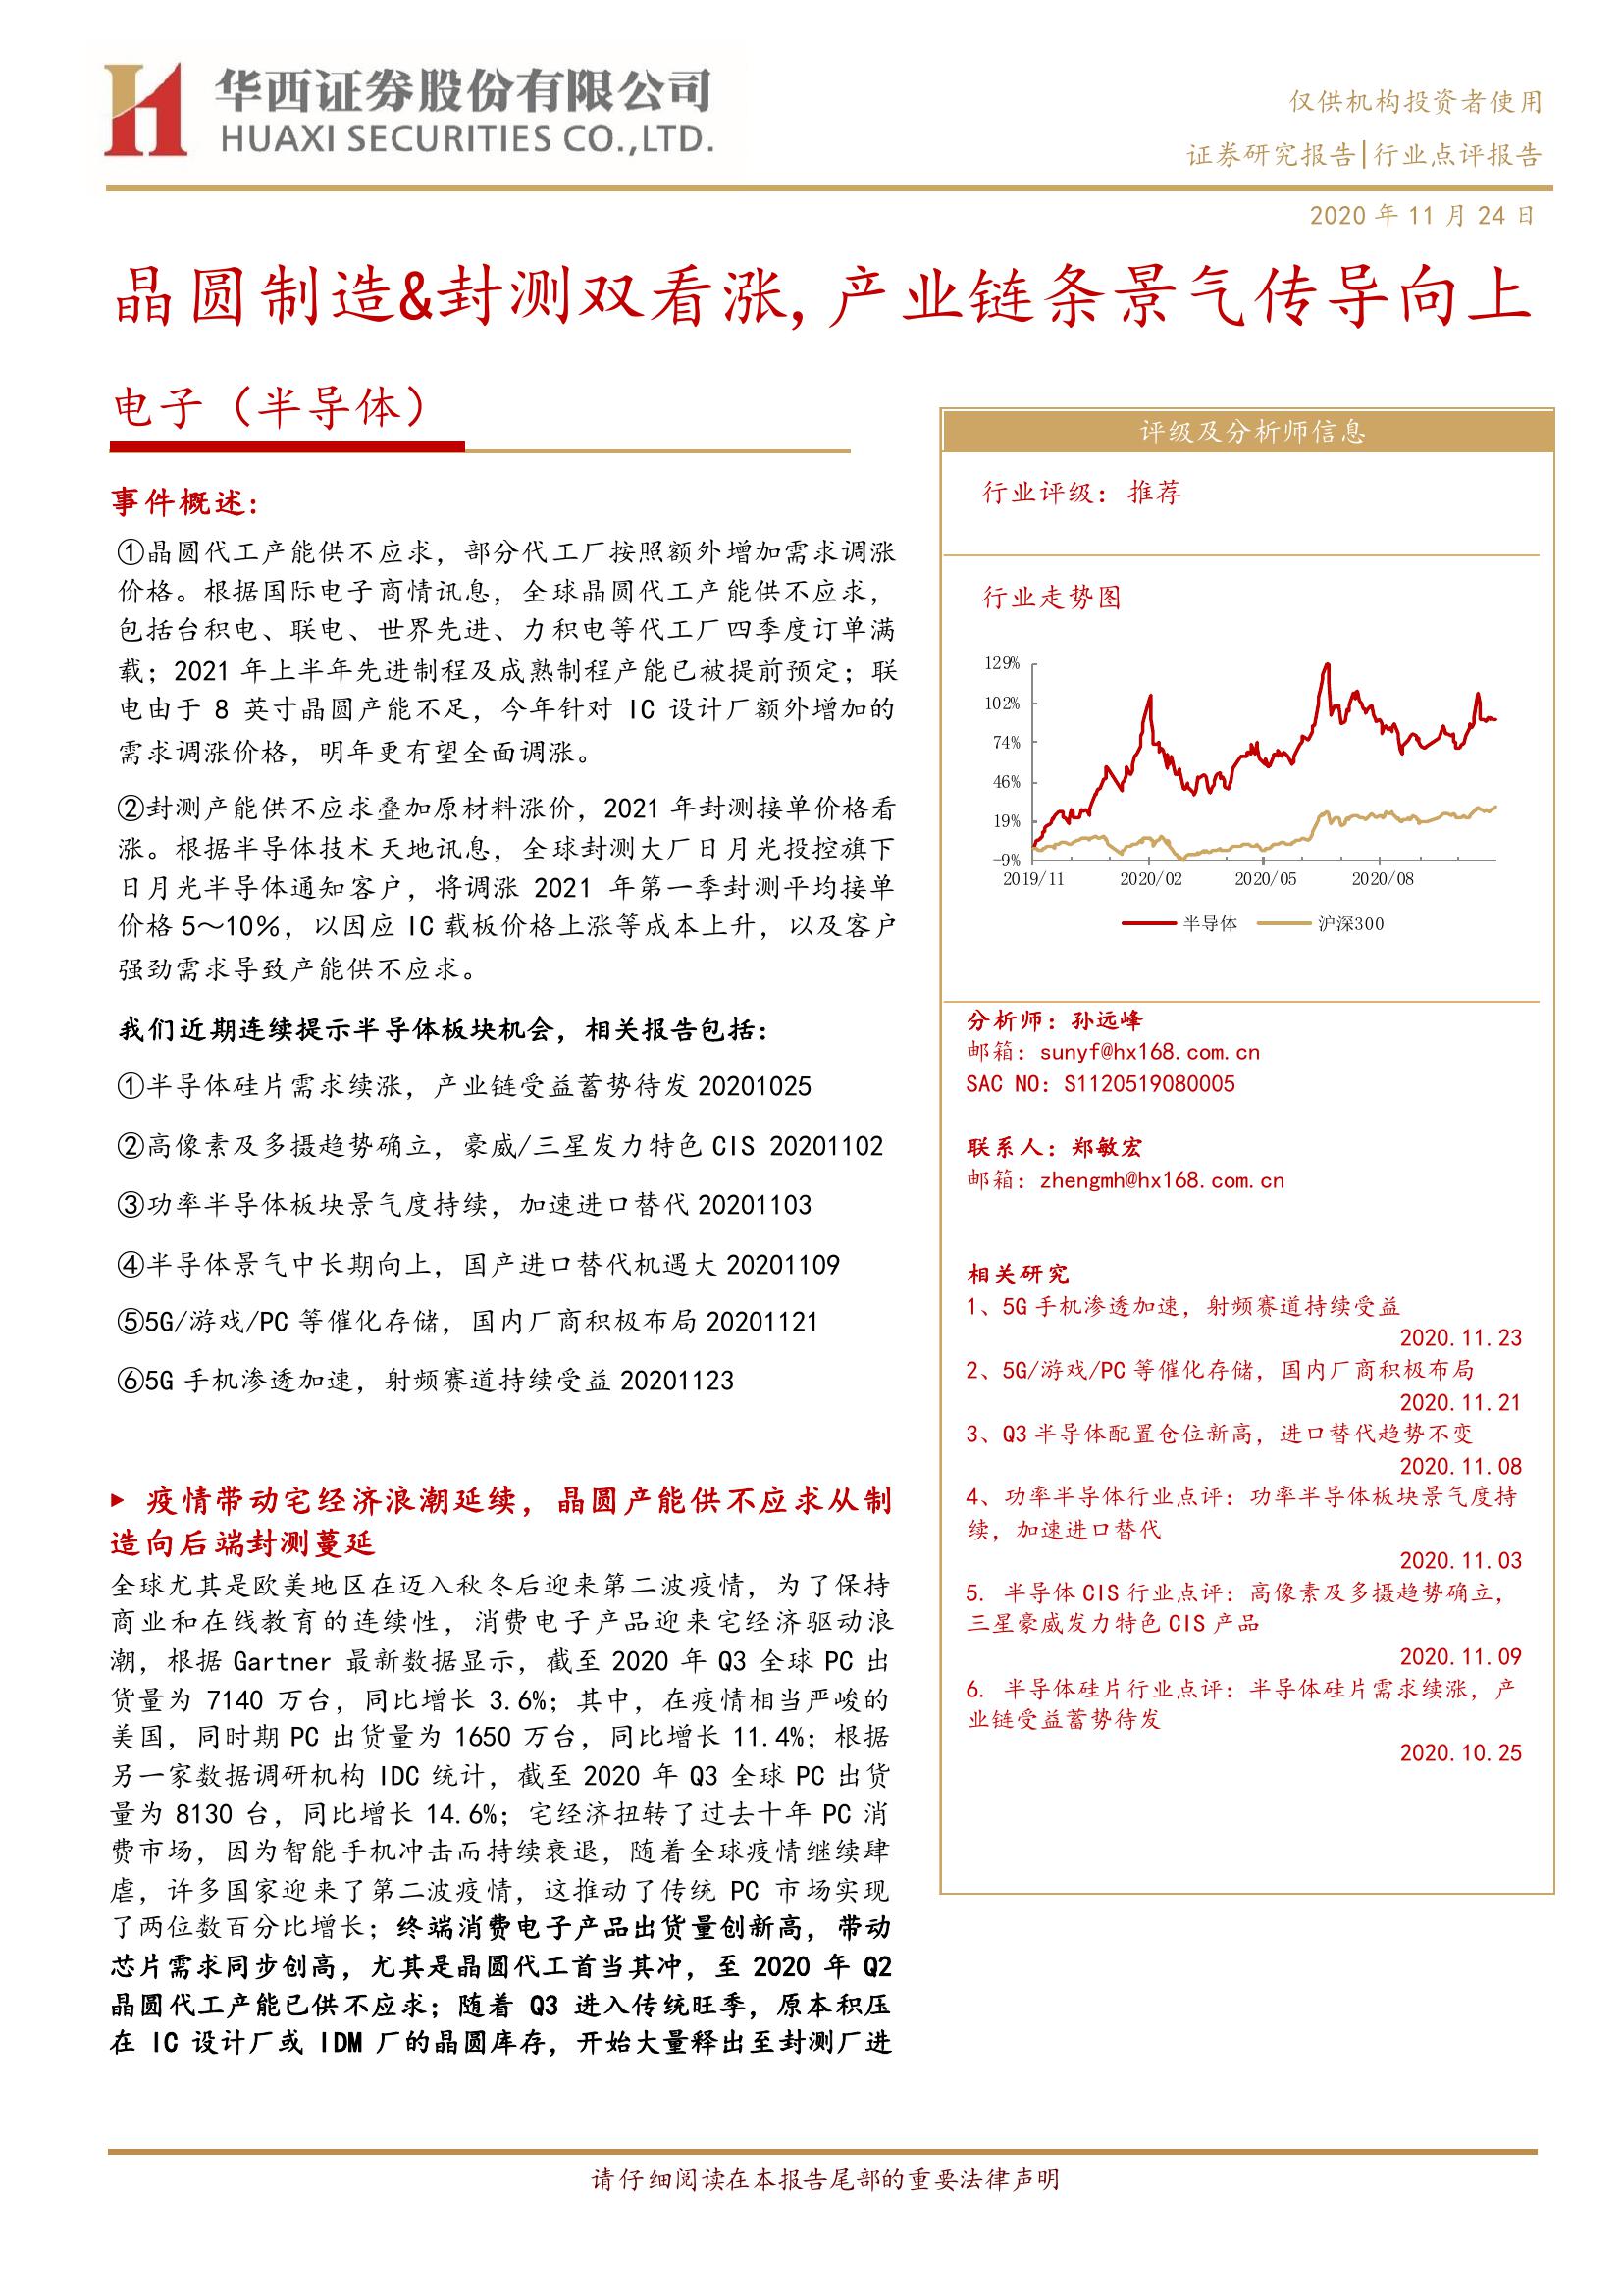 华西证券股份有限公司
HUAXI SECURITIES CO.,LTD.
仅供机构投资者使用
证券研究报告|行业点评报告
2020 年 11 月 24 日
晶圆制造&封测双看涨,产业链条景气传导向上
电子（半导体）
事件概述：
①晶圆代工产能供不应求，部分代工厂按照额外增加需求调涨
价格。根据国际电子商情讯息，全球晶圆代工产能供不应求，
包括台积电、联电、世界先进、力积电等代工厂四季度订单满
载；2021 年上半年先进制程及成熟制程产能已被提前预定；联
电由于 8 英寸晶圆产能不足，今年针对 IC 设计厂额外增加的
需求调涨价格，明年更有望全面调涨。
②封测产能供不应求叠加原材料涨价，2021 年封测接单价格看
涨。根据半导体技术天地讯息，全球封测大厂日月光投控旗下
日月光半导体通知客户，将调涨 2021 年第一季封测平均接单
价格 5～10%，以因应 IC 载板价格上涨等成本上升，以及客户
强劲需求导致产能供不应求。
我们近期连续提示半导体板块机会，相关报告包括：
①半导体硅片需求续涨，产业链受益蓄势待发 20201025
②高像素及多摄趋势确立，豪威/三星发力特色 CIS 20201102
③功率半导体板块景气度持续，加速进口替代 20201103
④半导体景气中长期向上，国产进口替代机遇大 20201109
⑤5G/游戏/PC 等催化存储，国内厂商积极布局 20201121
⑥5G 手机渗透加速，射频赛道持续受益 20201123
▶ 疫情带动宅经济浪潮延续，晶圆产能供不应求从制
造向后端封测蔓延
全球尤其是欧美地区在迈入秋冬后迎来第二波疫情，为了保持
商业和在线教育的连续性，消费电子产品迎来宅经济驱动浪
潮，根据 Gartner 最新数据显示，截至 2020 年 Q3 全球 PC 出
货量为 7140 万台，同比增长 3.6%；其中，在疫情相当严峻的
美国，同时期 PC 出货量为 1650 万台，同比增长 11.4%；根据
另一家数据调研机构 IDC 统计，截至 2020 年 Q3 全球 PC 出货
量为 8130 台，同比增长 14.6%；宅经济扭转了过去十年 PC 消
费市场，因为智能手机冲击而持续衰退，随着全球疫情继续肆
虐，许多国家迎来了第二波疫情，这推动了传统 PC 市场实现
了两位数百分比增长；终端消费电子产品出货量创新高，带动
芯片需求同步创高，尤其是晶圆代工首当其冲，至 2020 年 Q2
晶圆代工产能已供不应求；随着 Q3 进入传统旺季，原本积压
在 IC 设计厂或 IDM 厂的晶圆库存，开始大量释出至封测厂进
评级及分析师信息
行业评级：推荐
行业走势图
129%
102%
74%
46%
19%
-9%
2019/11 2020/02 2020/05 2020/08
半导体 沪深300
分析师：孙远峰
邮箱：sunyf@hx168.com.cn
SAC NO：S1120519080005
联系人：郑敏宏
邮箱：zhengmh@hx168.com.cn
相关研究
1、5G 手机渗透加速，射频赛道持续受益
2020.11.23
2、5G/游戏/PC 等催化存储，国内厂商积极布局
2020.11.21
3、Q3 半导体配置仓位新高，进口替代趋势不变
2020.11.08
4、功率半导体行业点评：功率半导体板块景气度持
续，加速进口替代
2020.11.03
5. 半导体 CIS 行业点评：高像素及多摄趋势确立，
三星豪威发力特色 CIS 产品
2020.11.09
6. 半导体硅片行业点评：半导体硅片需求续涨，产
业链受益蓄势待发
2020.10.25
请仔细阅读在本报告尾部的重要法律声明